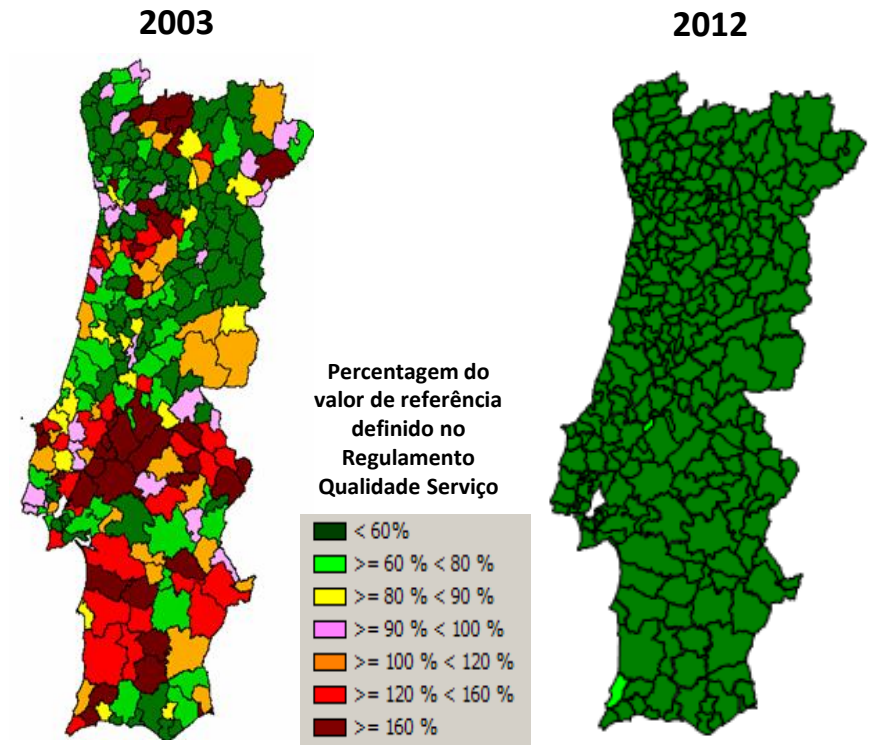 2003
2012
Percentagem do
valor de referência
definido no
Regulamento
Qualidade Serviço
< 60%
>= 60 % < 80 %
>= 80 % < 90 %
>= 90 % < 100 %
>= 100 % < 120 %
>= 120 % < 160 %
>= 160 %